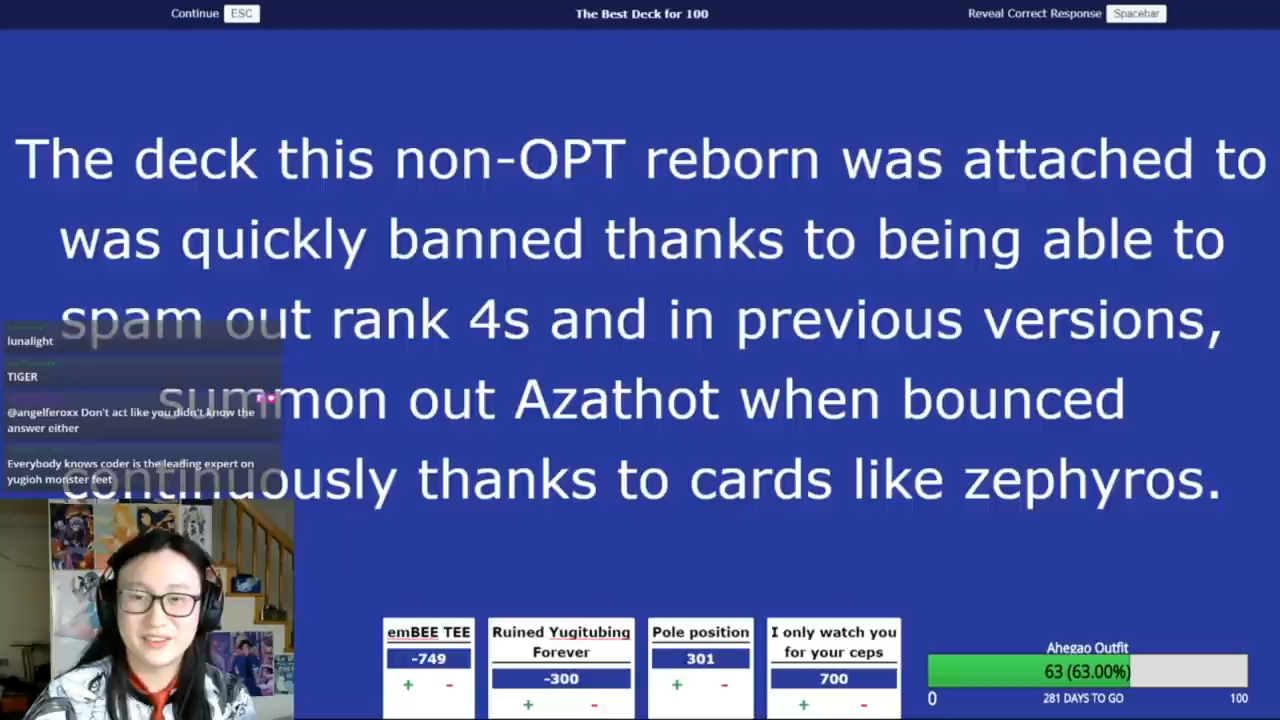 Continue ESC
The Best Deck for 100
Reveal Correct Response Spacebar
The deck this non-OPT reborn was attached to
was quickly banned thanks to being able to
spam out rank 4s and in previous versions,
summon out Azathot when bounced
continuously thanks to cards like zephyros.
lunalight
TIGER
@angelferoxx Don't act like you didn't know the
answer either
Everybody knows coder is the leading expert on
yugioh monster feet
emBEE TEE
-749
+ -
Ruined Yugitubing
Forever
-300
+ -
Pole position
301
+ -
I only watch you
for your ceps
700
+ -
Ahegao Outfit
63 (63.00%)
0 281 DAYS TO GO 100